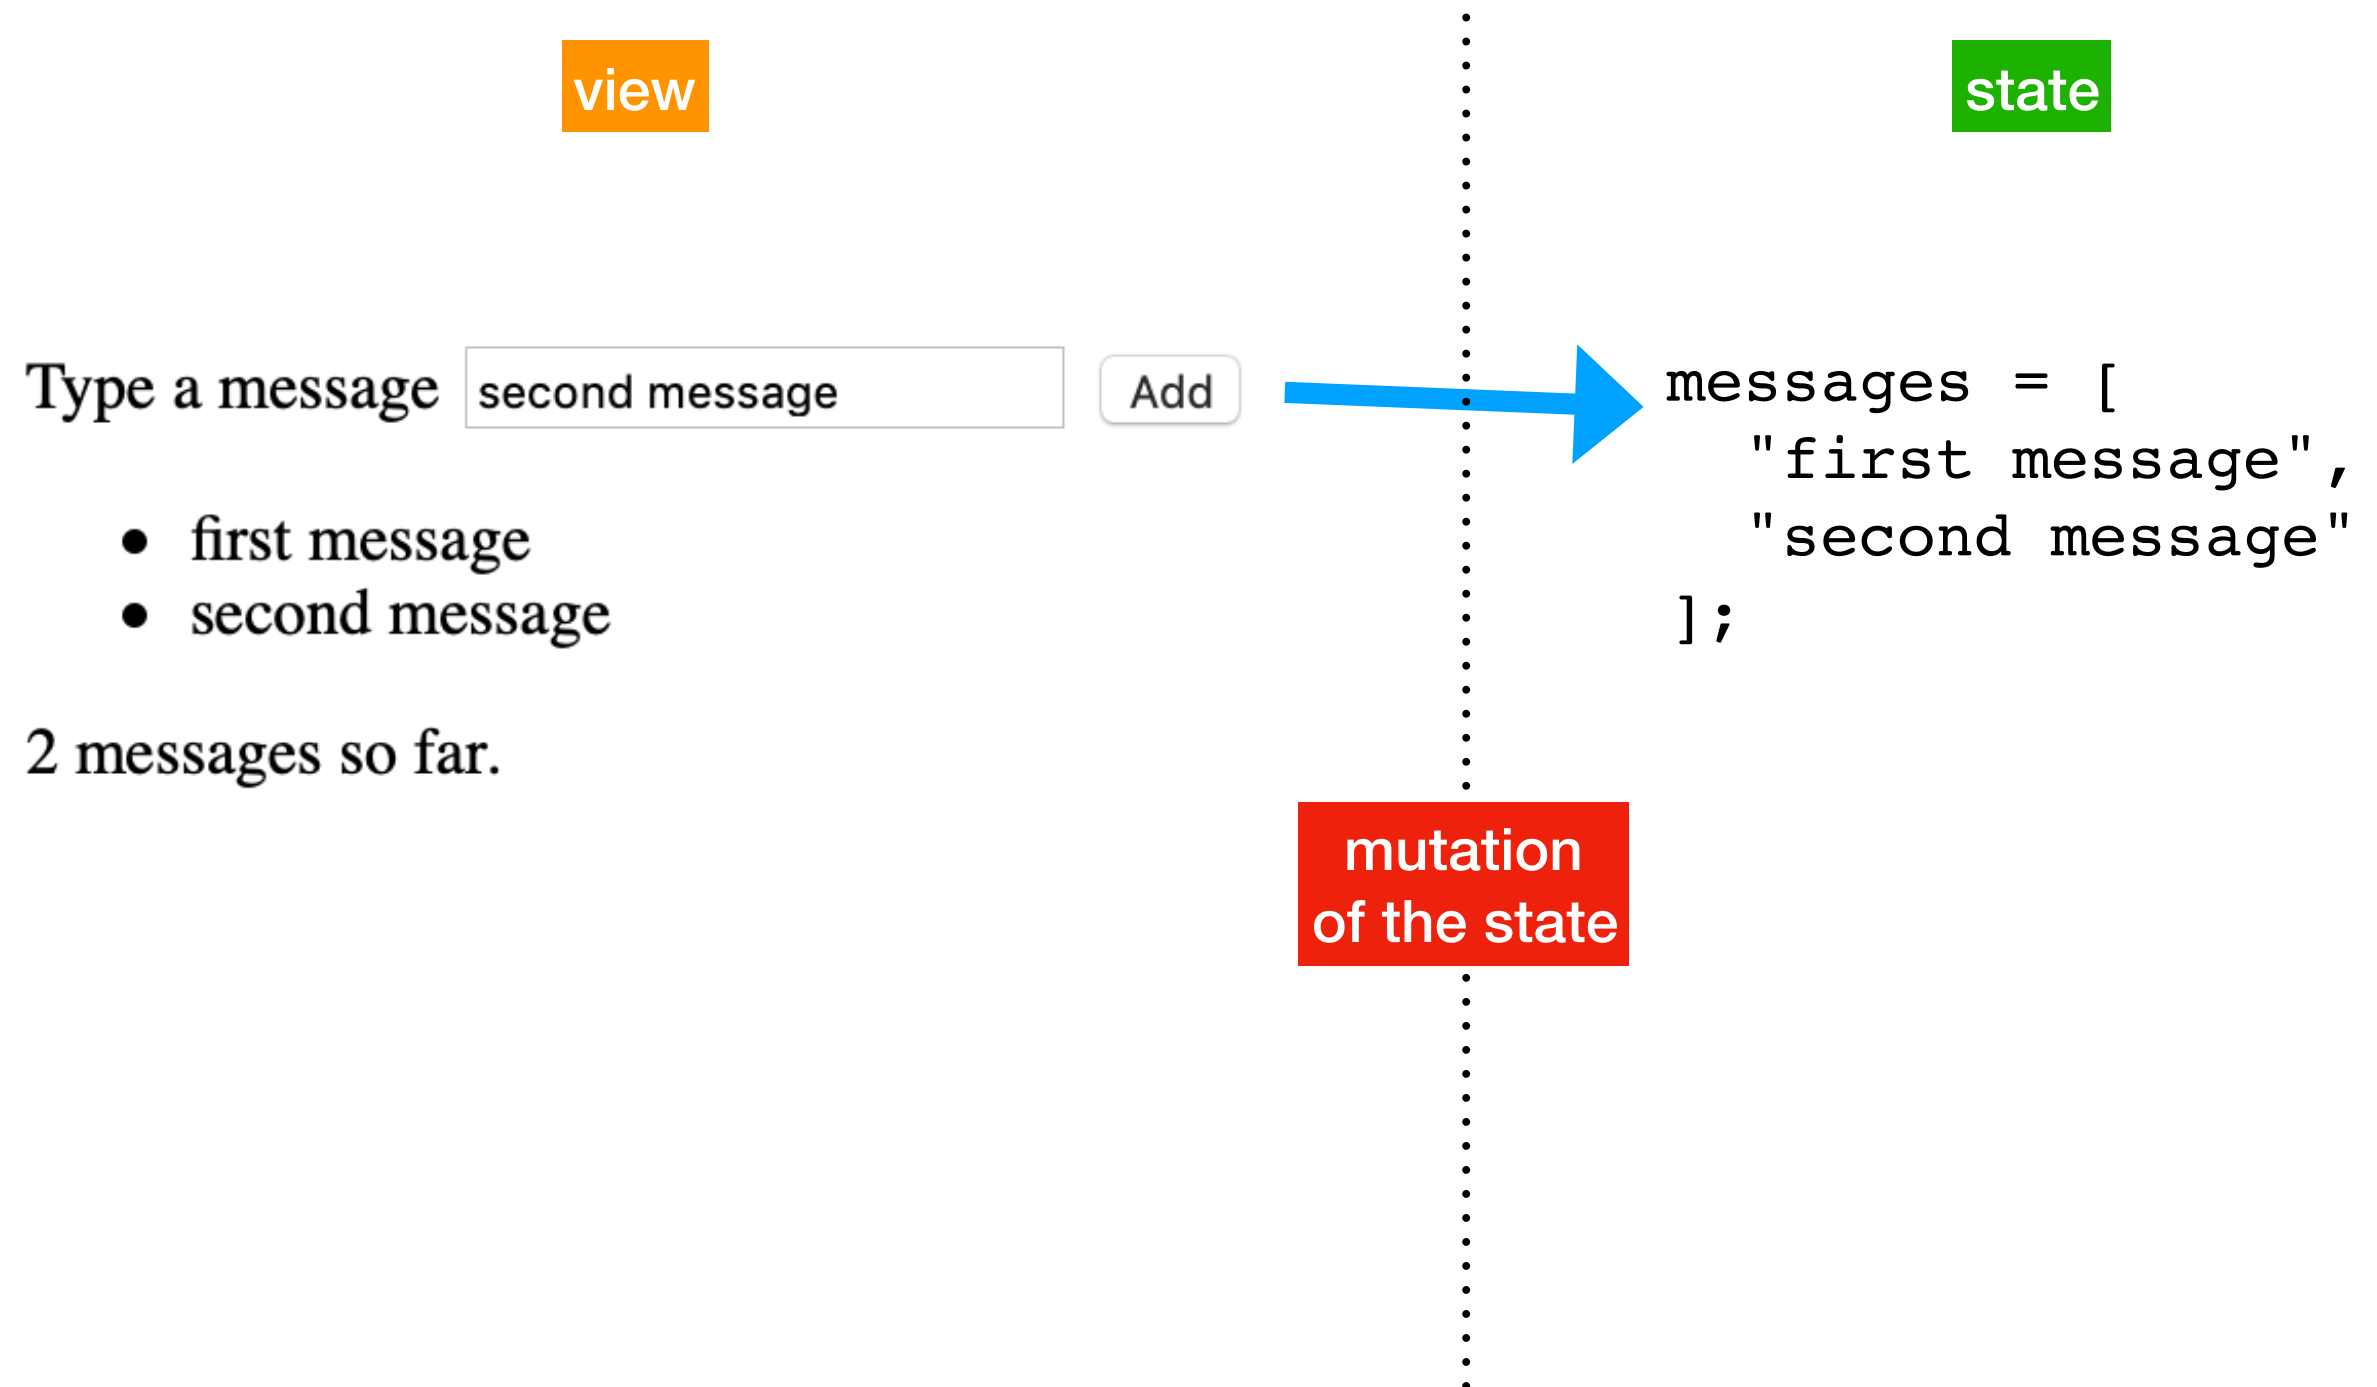 view
state
Type a message second message Add
first message
second message
2 messages so far.
messages = [
"first message",
"second message"
];
mutation
of the state